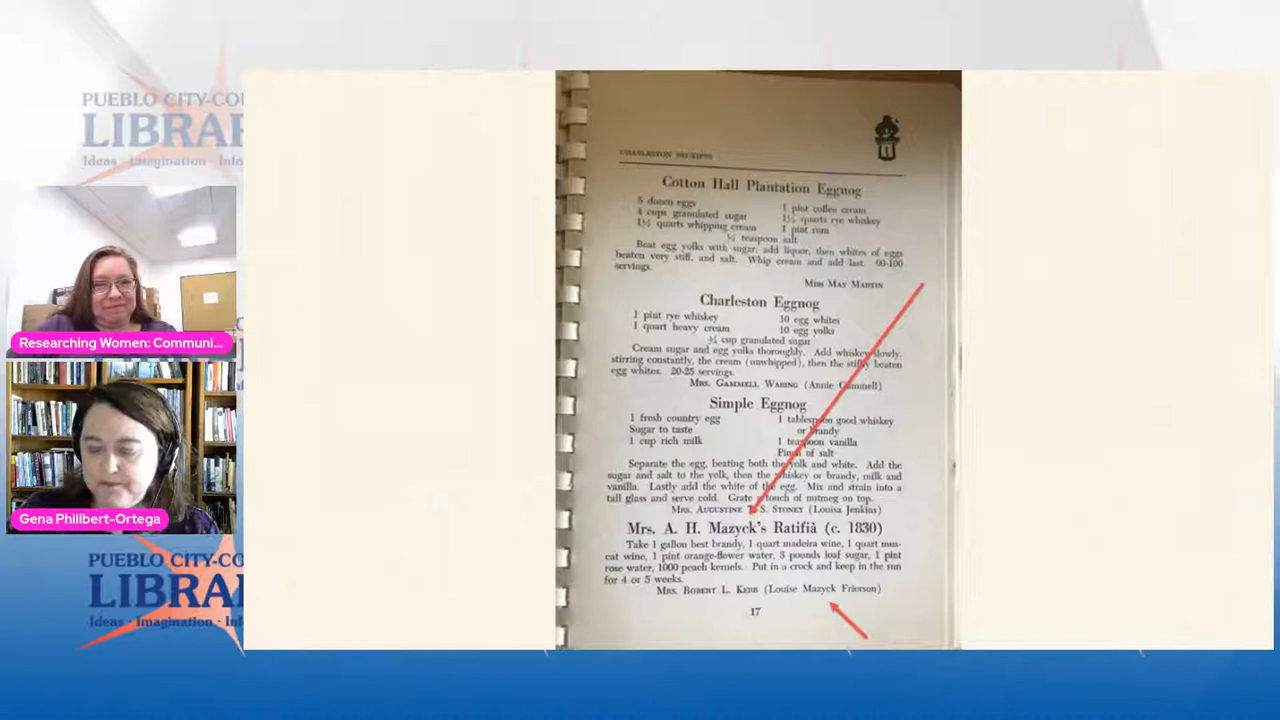 PUEBLO CITY-COU
LIBRAR
Ideas · Imagination · Info
Researching Women: Communi...
Gena Philibert-Ortega
PUEBLO CITY-CO
LIBRA
Ideas · Imagination · Inf
CHARLESTON RECEIPTS
Cotton Hall Plantation Eggnog
5 dozen eggs 1 pint coffee cream
4 cups granulated sugar 1½ quarts rye whiskey
1½ quarts whipping cream 1 pint rum
½ teaspoon salt
Beat egg yolks with sugar; add liquor, then whites of eggs
beaten very stiff, and salt. Whip cream and add last. 90-100
servings.
Miss May Martin
Charleston Eggnog
1 pint rye whiskey 10 egg whites
1 quart heavy cream 10 egg yolks
¾ cup granulated sugar
Cream sugar and egg yolks thoroughly. Add whiskey slowly,
stirring constantly, the cream (unwhipped), then the stiffly beaten
egg whites. 20-25 servings.
Mrs. Gammell Waring (Annie Gammell)
Simple Eggnog
1 fresh country egg 1 tablespoon good whiskey
Sugar to taste or brandy
1 cup rich milk 1 teaspoon vanilla
Pinch of salt
Separate the egg, beating both the yolk and white. Add the
sugar and salt to the yolk, then the whiskey or brandy, milk and
vanilla. Lastly add the white of the egg. Mix and strain into a
tall glass and serve cold. Grate a touch of nutmeg on top.
Mrs. Augustine T. S. Stoney (Louisa Jenkins)
Mrs. A. H. Mazyck's Ratifià (c. 1830)
Take 1 gallon best brandy, 1 quart madeira wine, 1 quart mus-
cat wine, 1 pint orange-flower water, 3 pounds loaf sugar, 1 pint
rose water, 1000 peach kernels. Put in a crock and keep in the sun
for 4 or 5 weeks.
Mrs. Robert L. Kerr (Louise Mazyck Frierson)
17